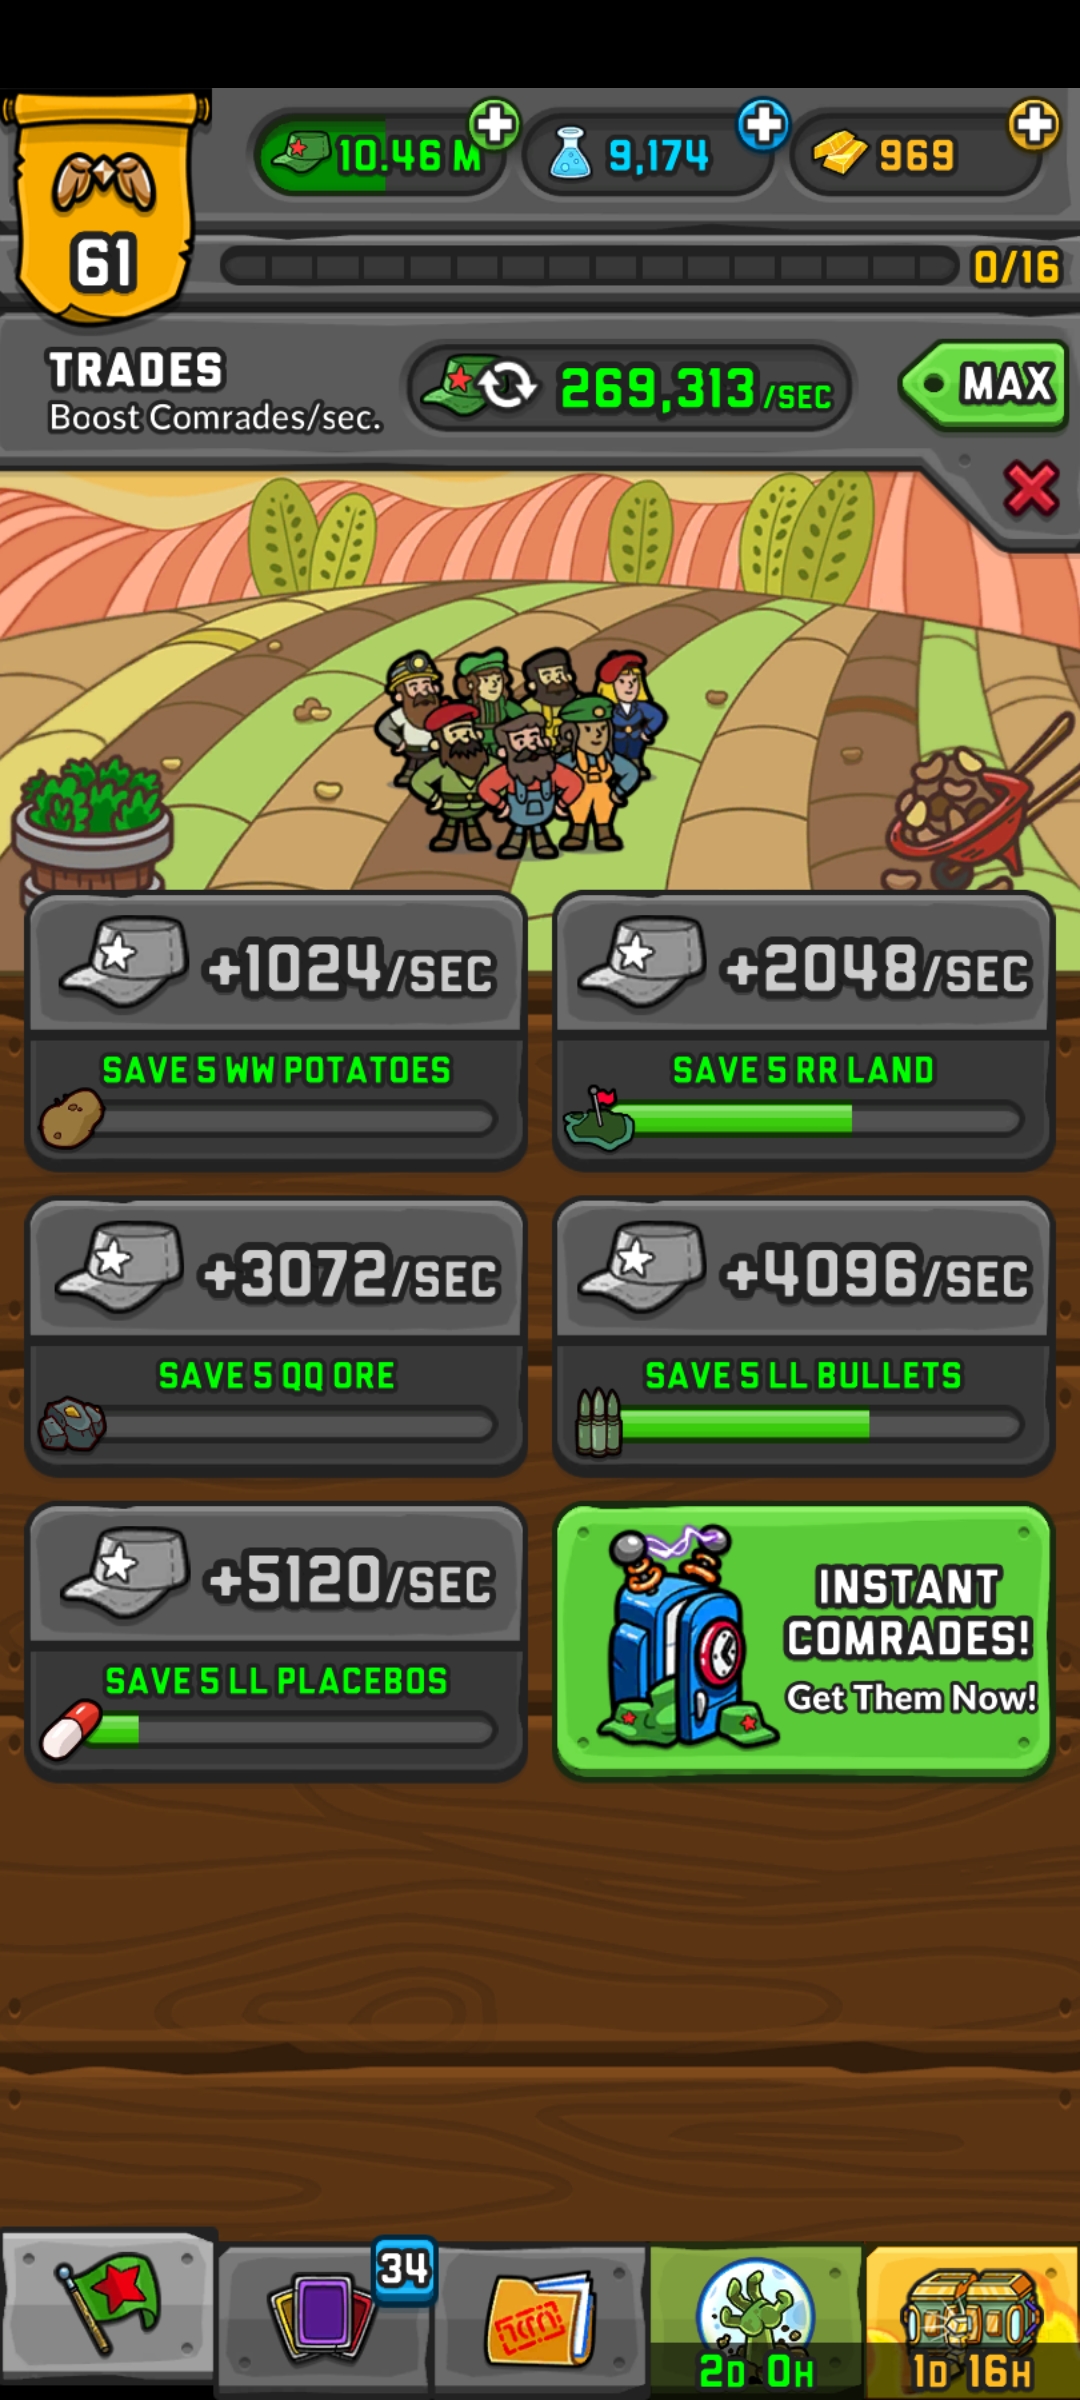 10.46 M
9,174
969
61
0/16
TRADES
Boost Comrades/sec.
269,313/SEC
MAX
+1024/SEC
SAVE 5 WW POTATOES
+2048/SEC
SAVE 5 RR LAND
+3072/SEC
SAVE 5 QQ ORE
+4096/SEC
SAVE 5 LL BULLETS
+5120/SEC
SAVE 5 LL PLACEBOS
INSTANT
COMRADES!
Get Them Now!
34
2D 0H
1D 16H